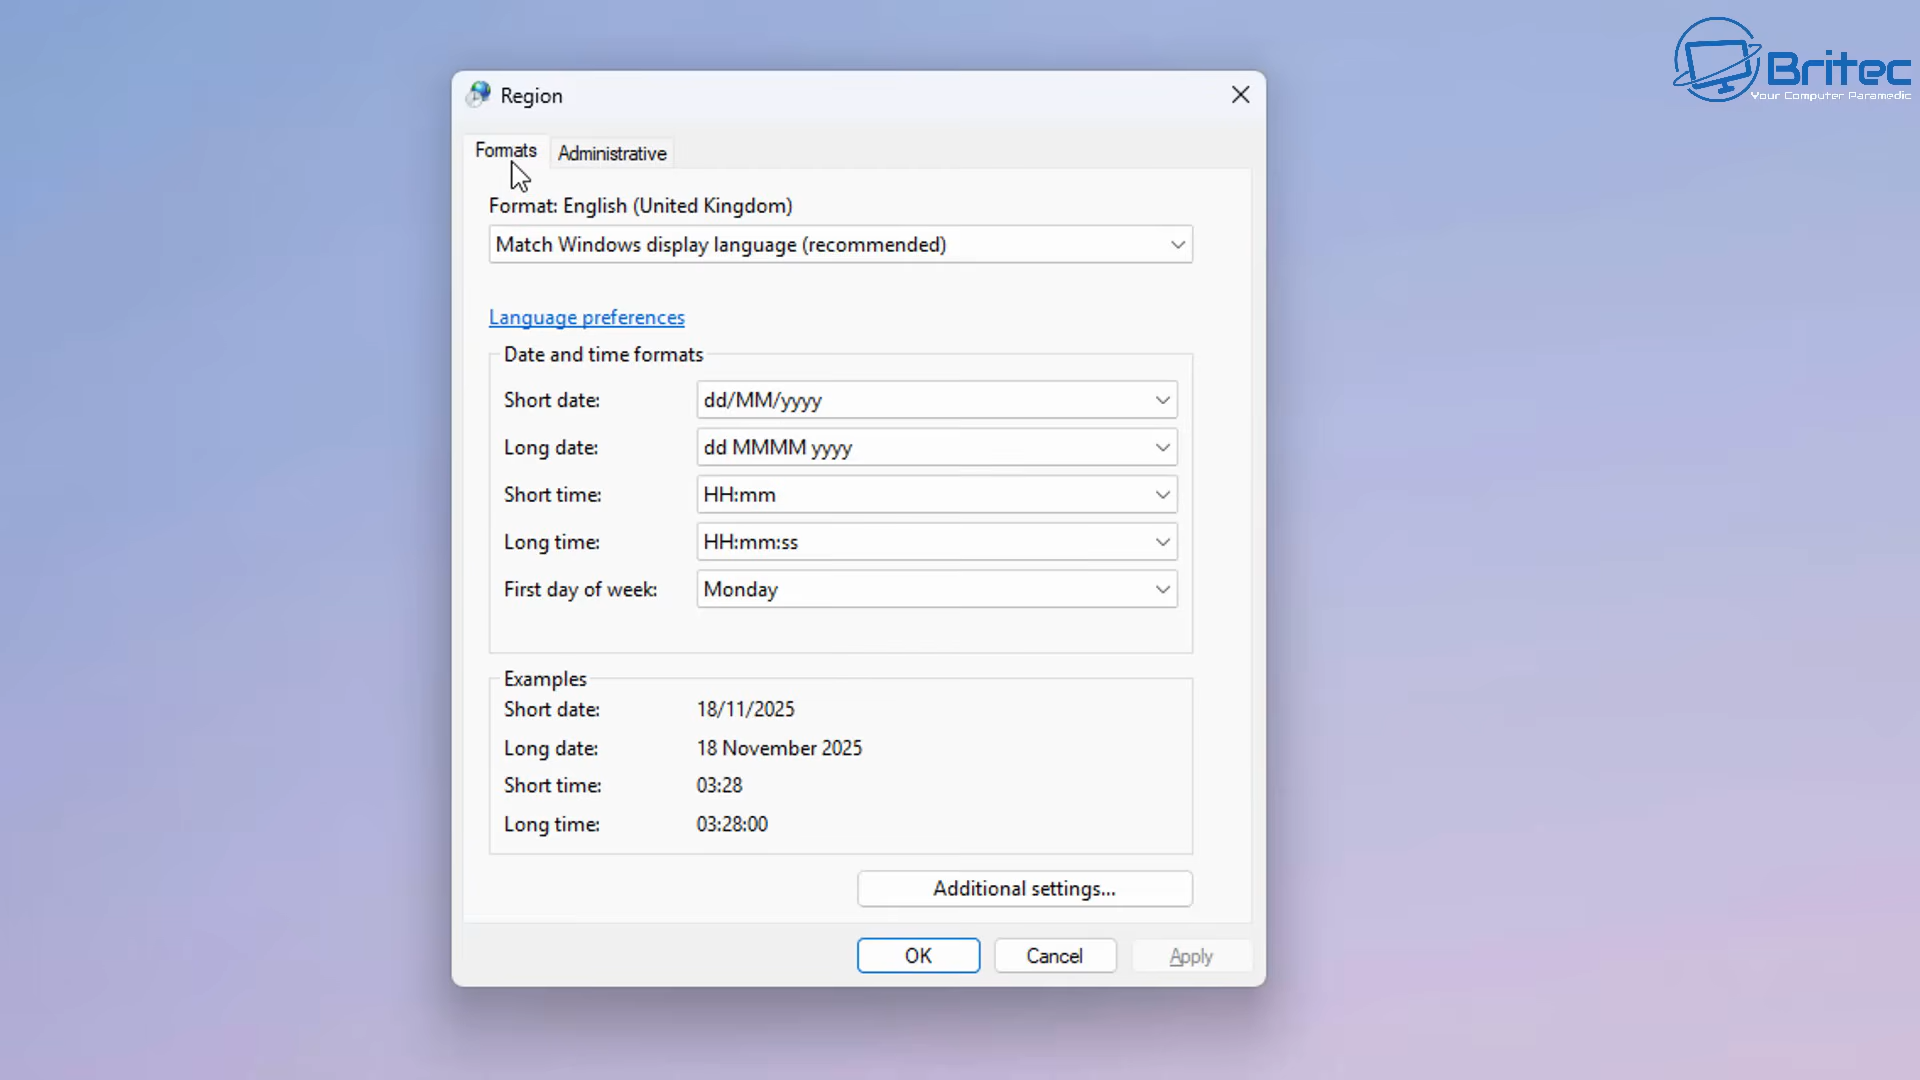 Britec
Your Computer Paramedic
Region
Formats
Administrative
Format: English (United Kingdom)
Match Windows display language (recommended)
Language preferences
Date and time formats
Short date: dd/MM/yyyy
Long date: dd MMMM yyyy
Short time: HH:mm
Long time: HH:mm:ss
First day of week: Monday
Examples
Short date: 18/11/2025
Long date: 18 November 2025
Short time: 03:28
Long time: 03:28:00
Additional settings...
OK Cancel Apply